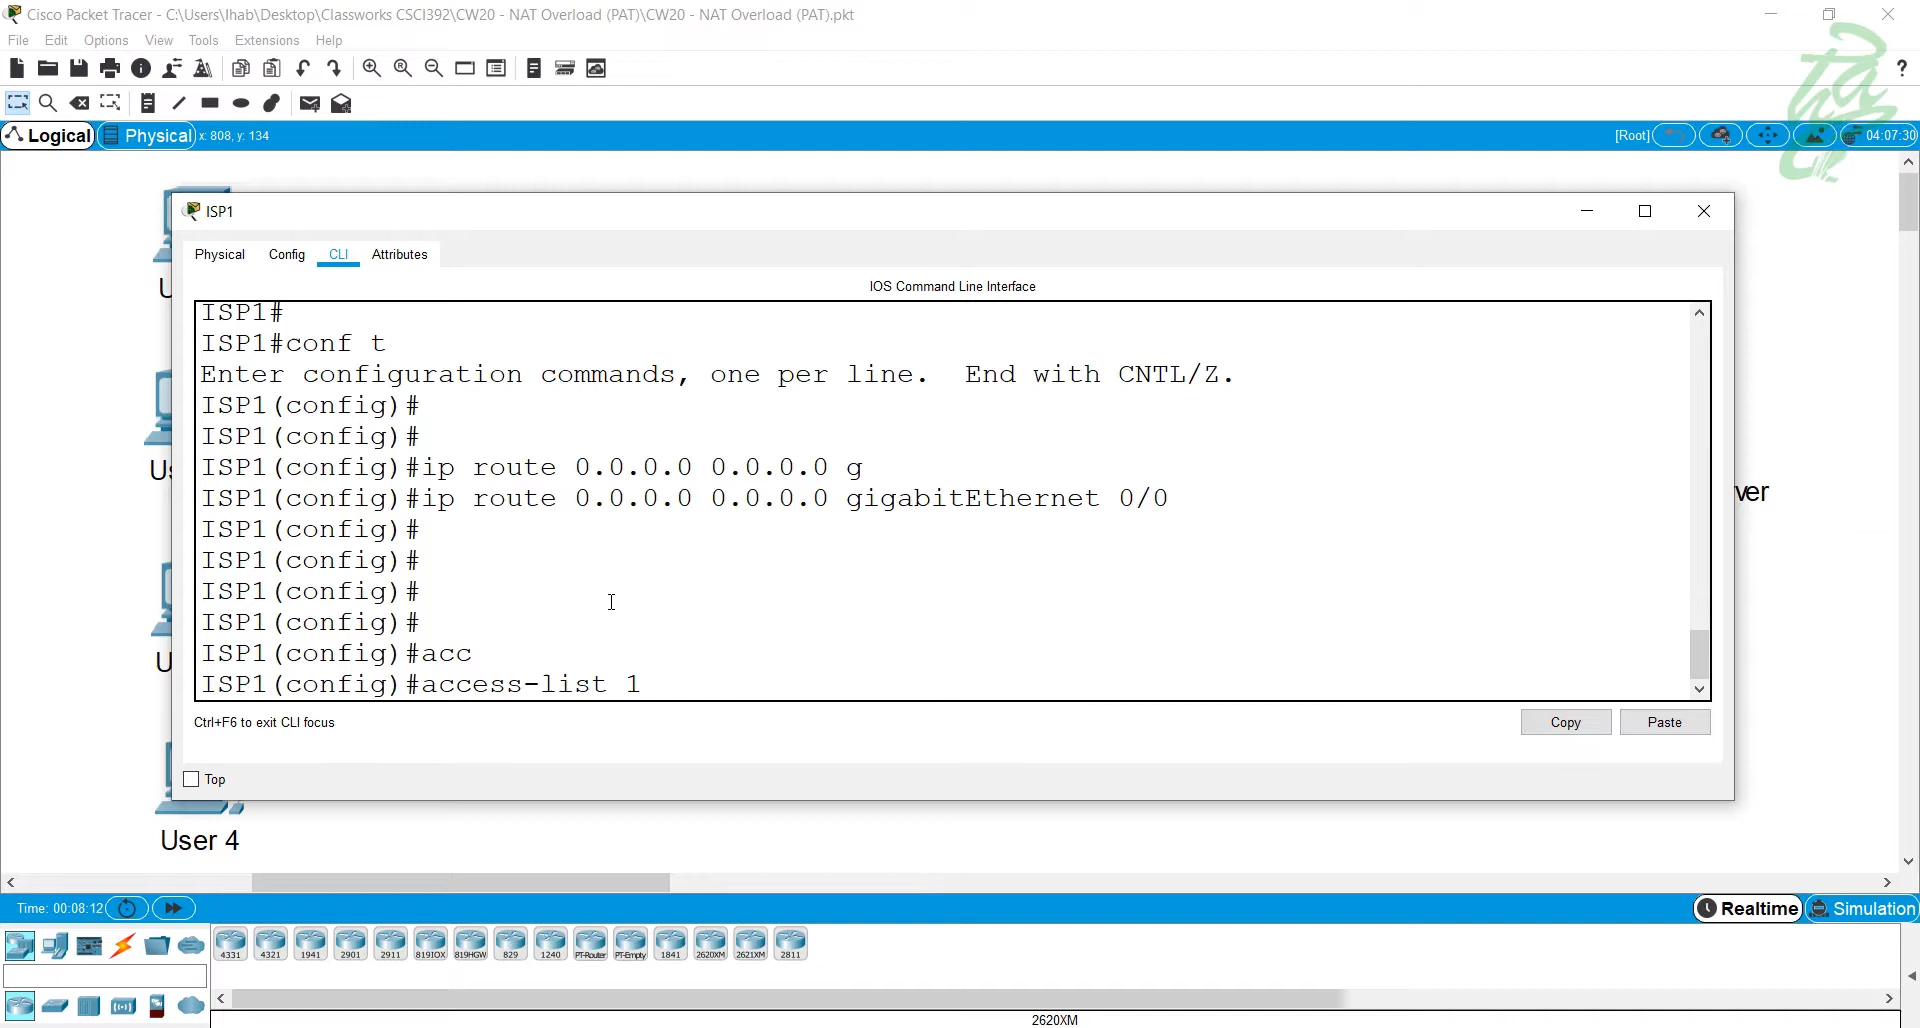 Cisco Packet Tracer - C:\Users\Ihab\Desktop\Classworks CSCI392\CW20 - NAT Overload (PAT)\CW20 - NAT Overload (PAT).pkt
File Edit Options View Tools Extensions Help
?
Logical Physical x: 808, y: 134 [Root] 04:07:30
ISP1
Physical Config CLI Attributes
IOS Command Line Interface
ISP1#
ISP1#conf t
Enter configuration commands, one per line.  End with CNTL/Z.
ISP1(config)#
ISP1(config)#
ISP1(config)#ip route 0.0.0.0 0.0.0.0 g
ISP1(config)#ip route 0.0.0.0 0.0.0.0 gigabitEthernet 0/0
ISP1(config)#
ISP1(config)#
ISP1(config)#
ISP1(config)#
ISP1(config)#acc
ISP1(config)#access-list 1
Ctrl+F6 to exit CLI focus
Copy Paste
Top
U
Us
U
ver
User 4
Time: 00:08:12 Realtime Simulation
4331 4321 1941 2901 2911 819IOX 819HGW 829 1240 PT-Router PT-Empty 1841 2620XM 2621XM 2811
2620XM